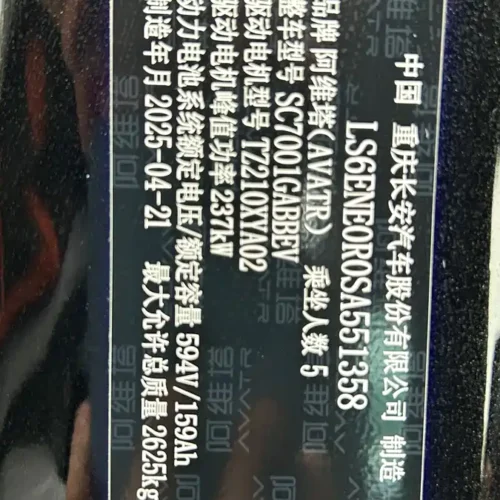 中国 重庆长安汽车股份有限公司 制造
LS6ENE0R0SA551358
品牌 阿维塔(AVATR) 乘坐人数 5
整车型号 SC7001GABBEV
驱动电机型号 TZ210XYA02
驱动电机峰值功率 237kW
动力电池系统额定电压/额定容量 594V/159Ah
制造年月 2025-04-21 最大允许总质量 2625kg